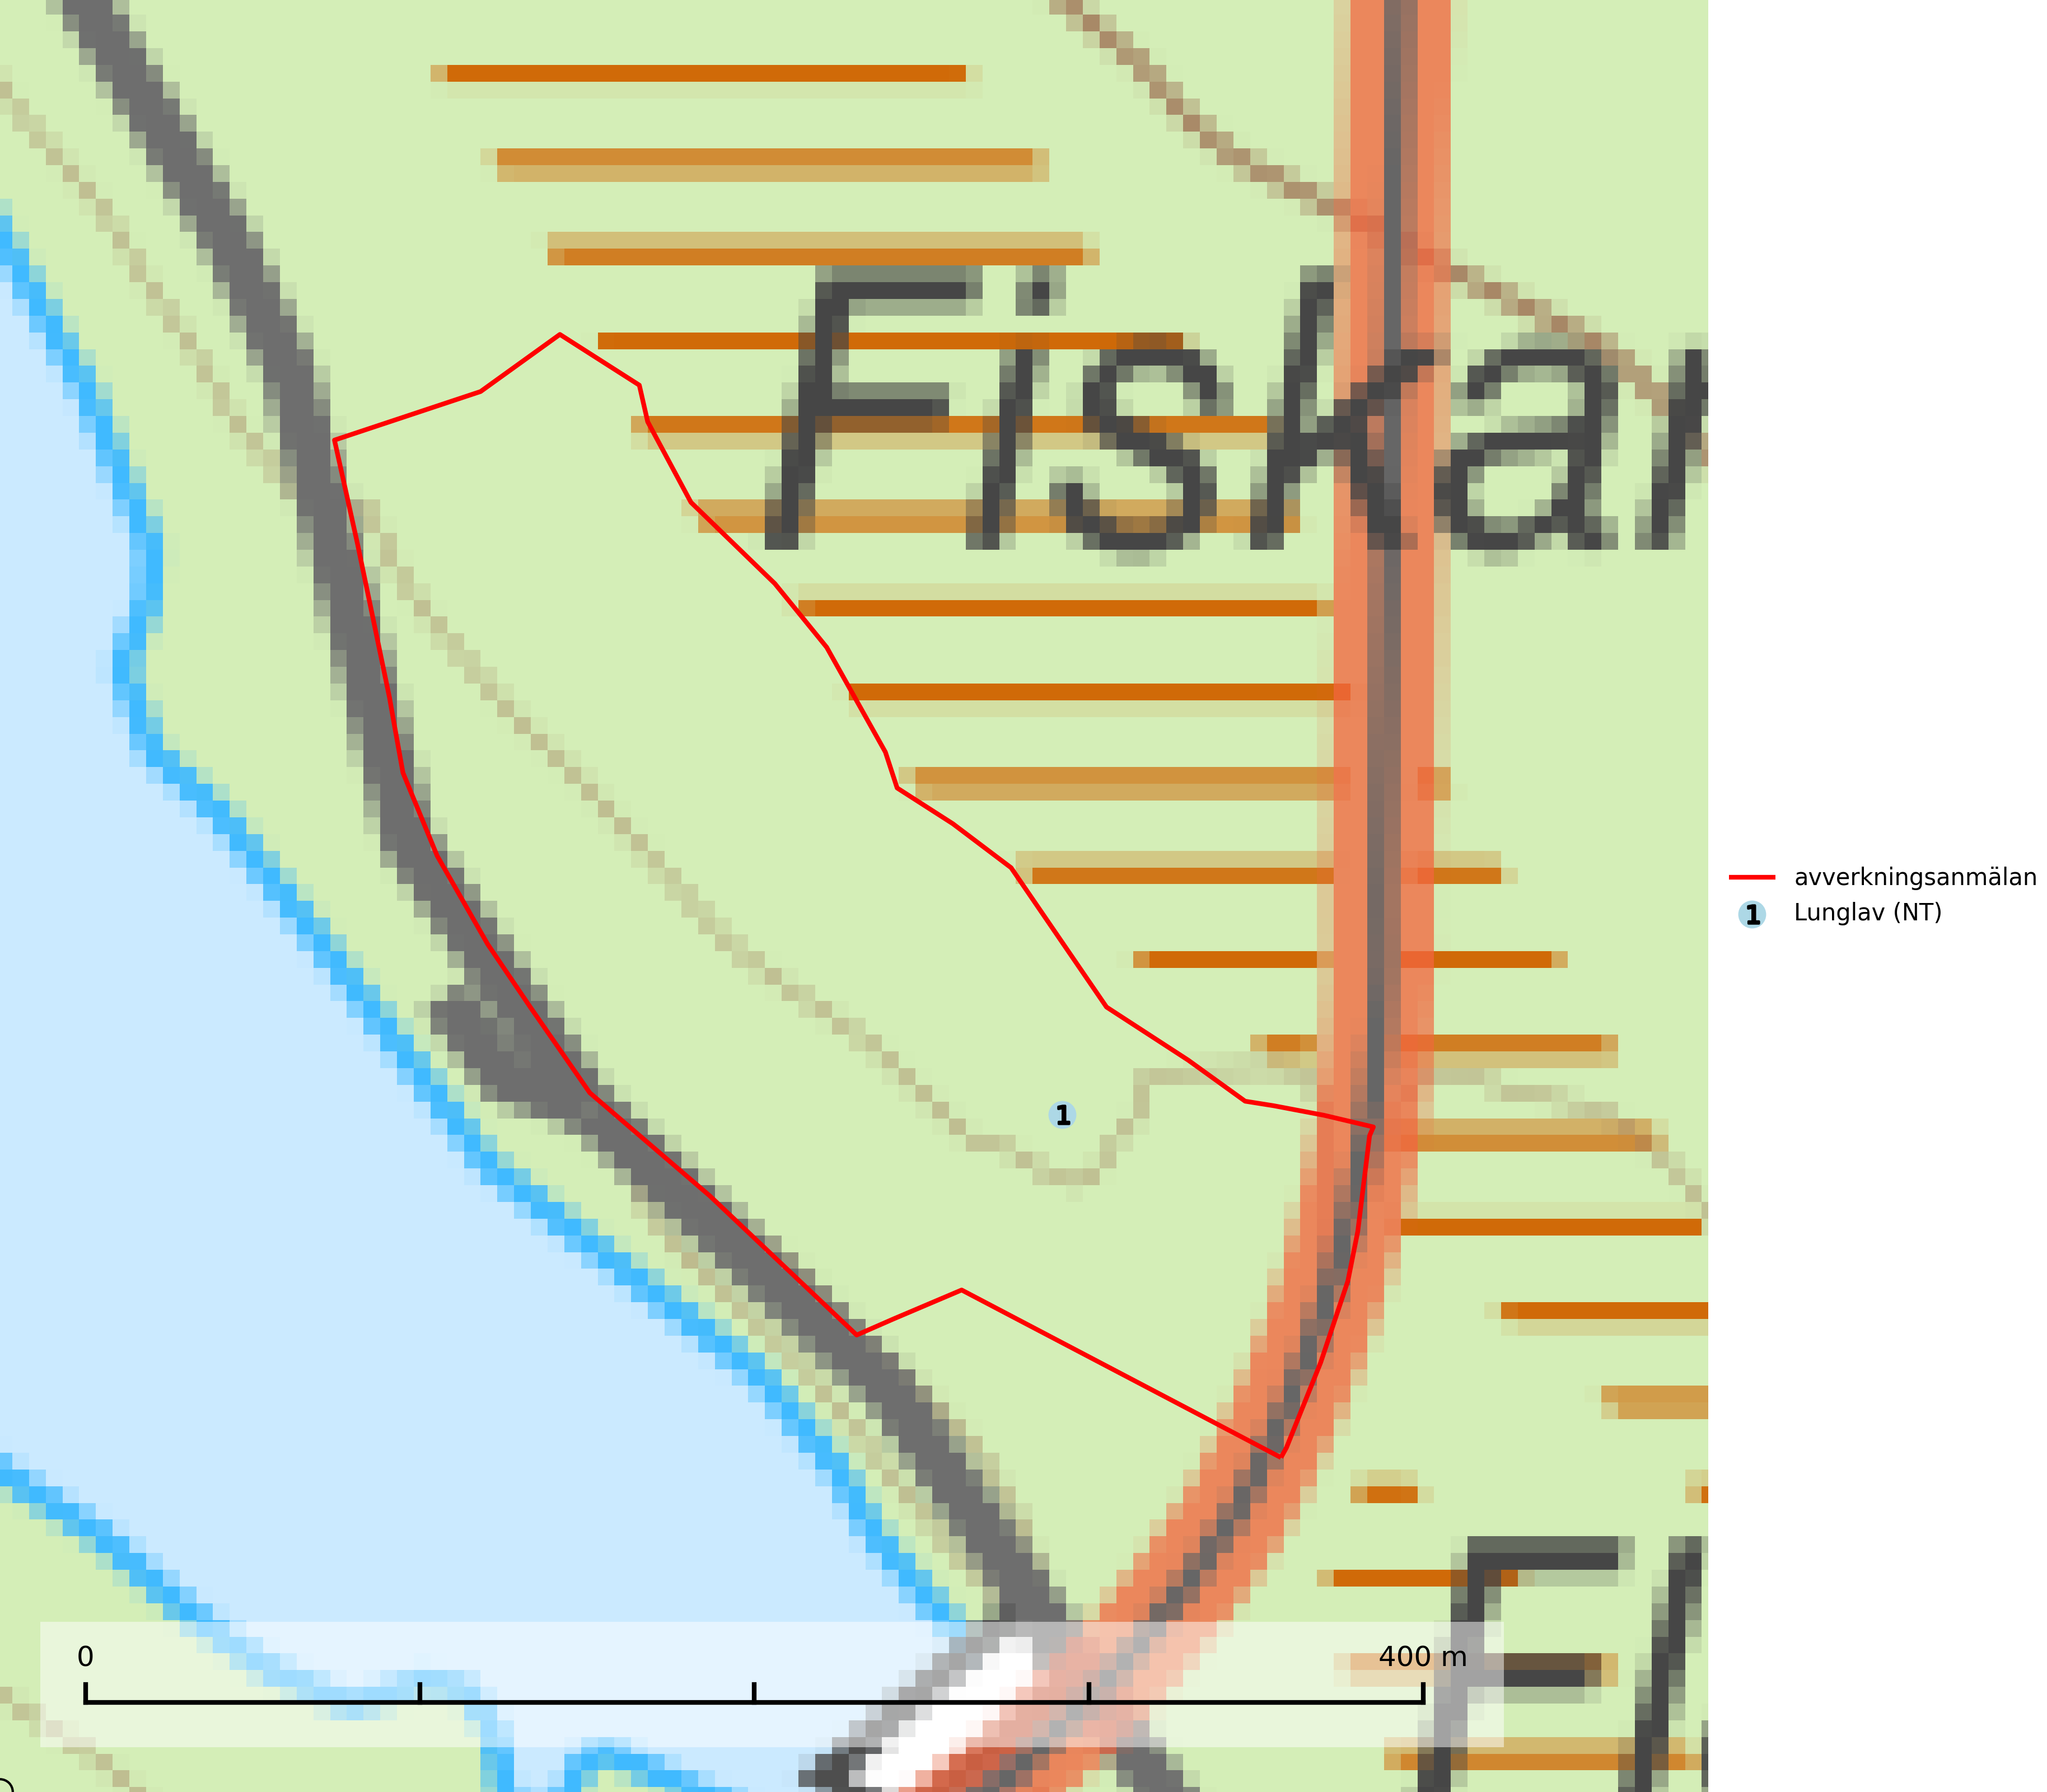 Fiskar
avverkningsanmälan
1 Lunglav (NT)
1
0 400 m